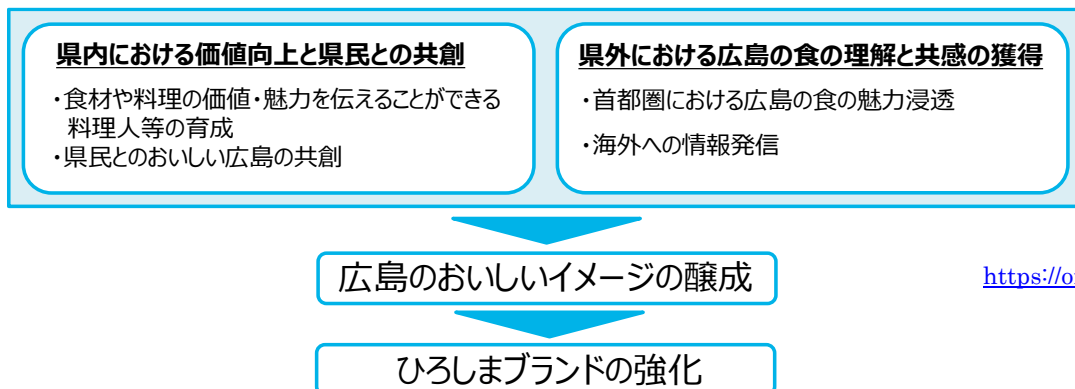 県内における価値向上と県民との共創
・食材や料理の価値・魅力を伝えることができる
料理人等の育成
・県民とのおいしい広島の共創
県外における広島の食の理解と共感の獲得
・首都圏における広島の食の魅力浸透
・海外への情報発信
広島のおいしいイメージの醸成
https://o
ひろしまブランドの強化